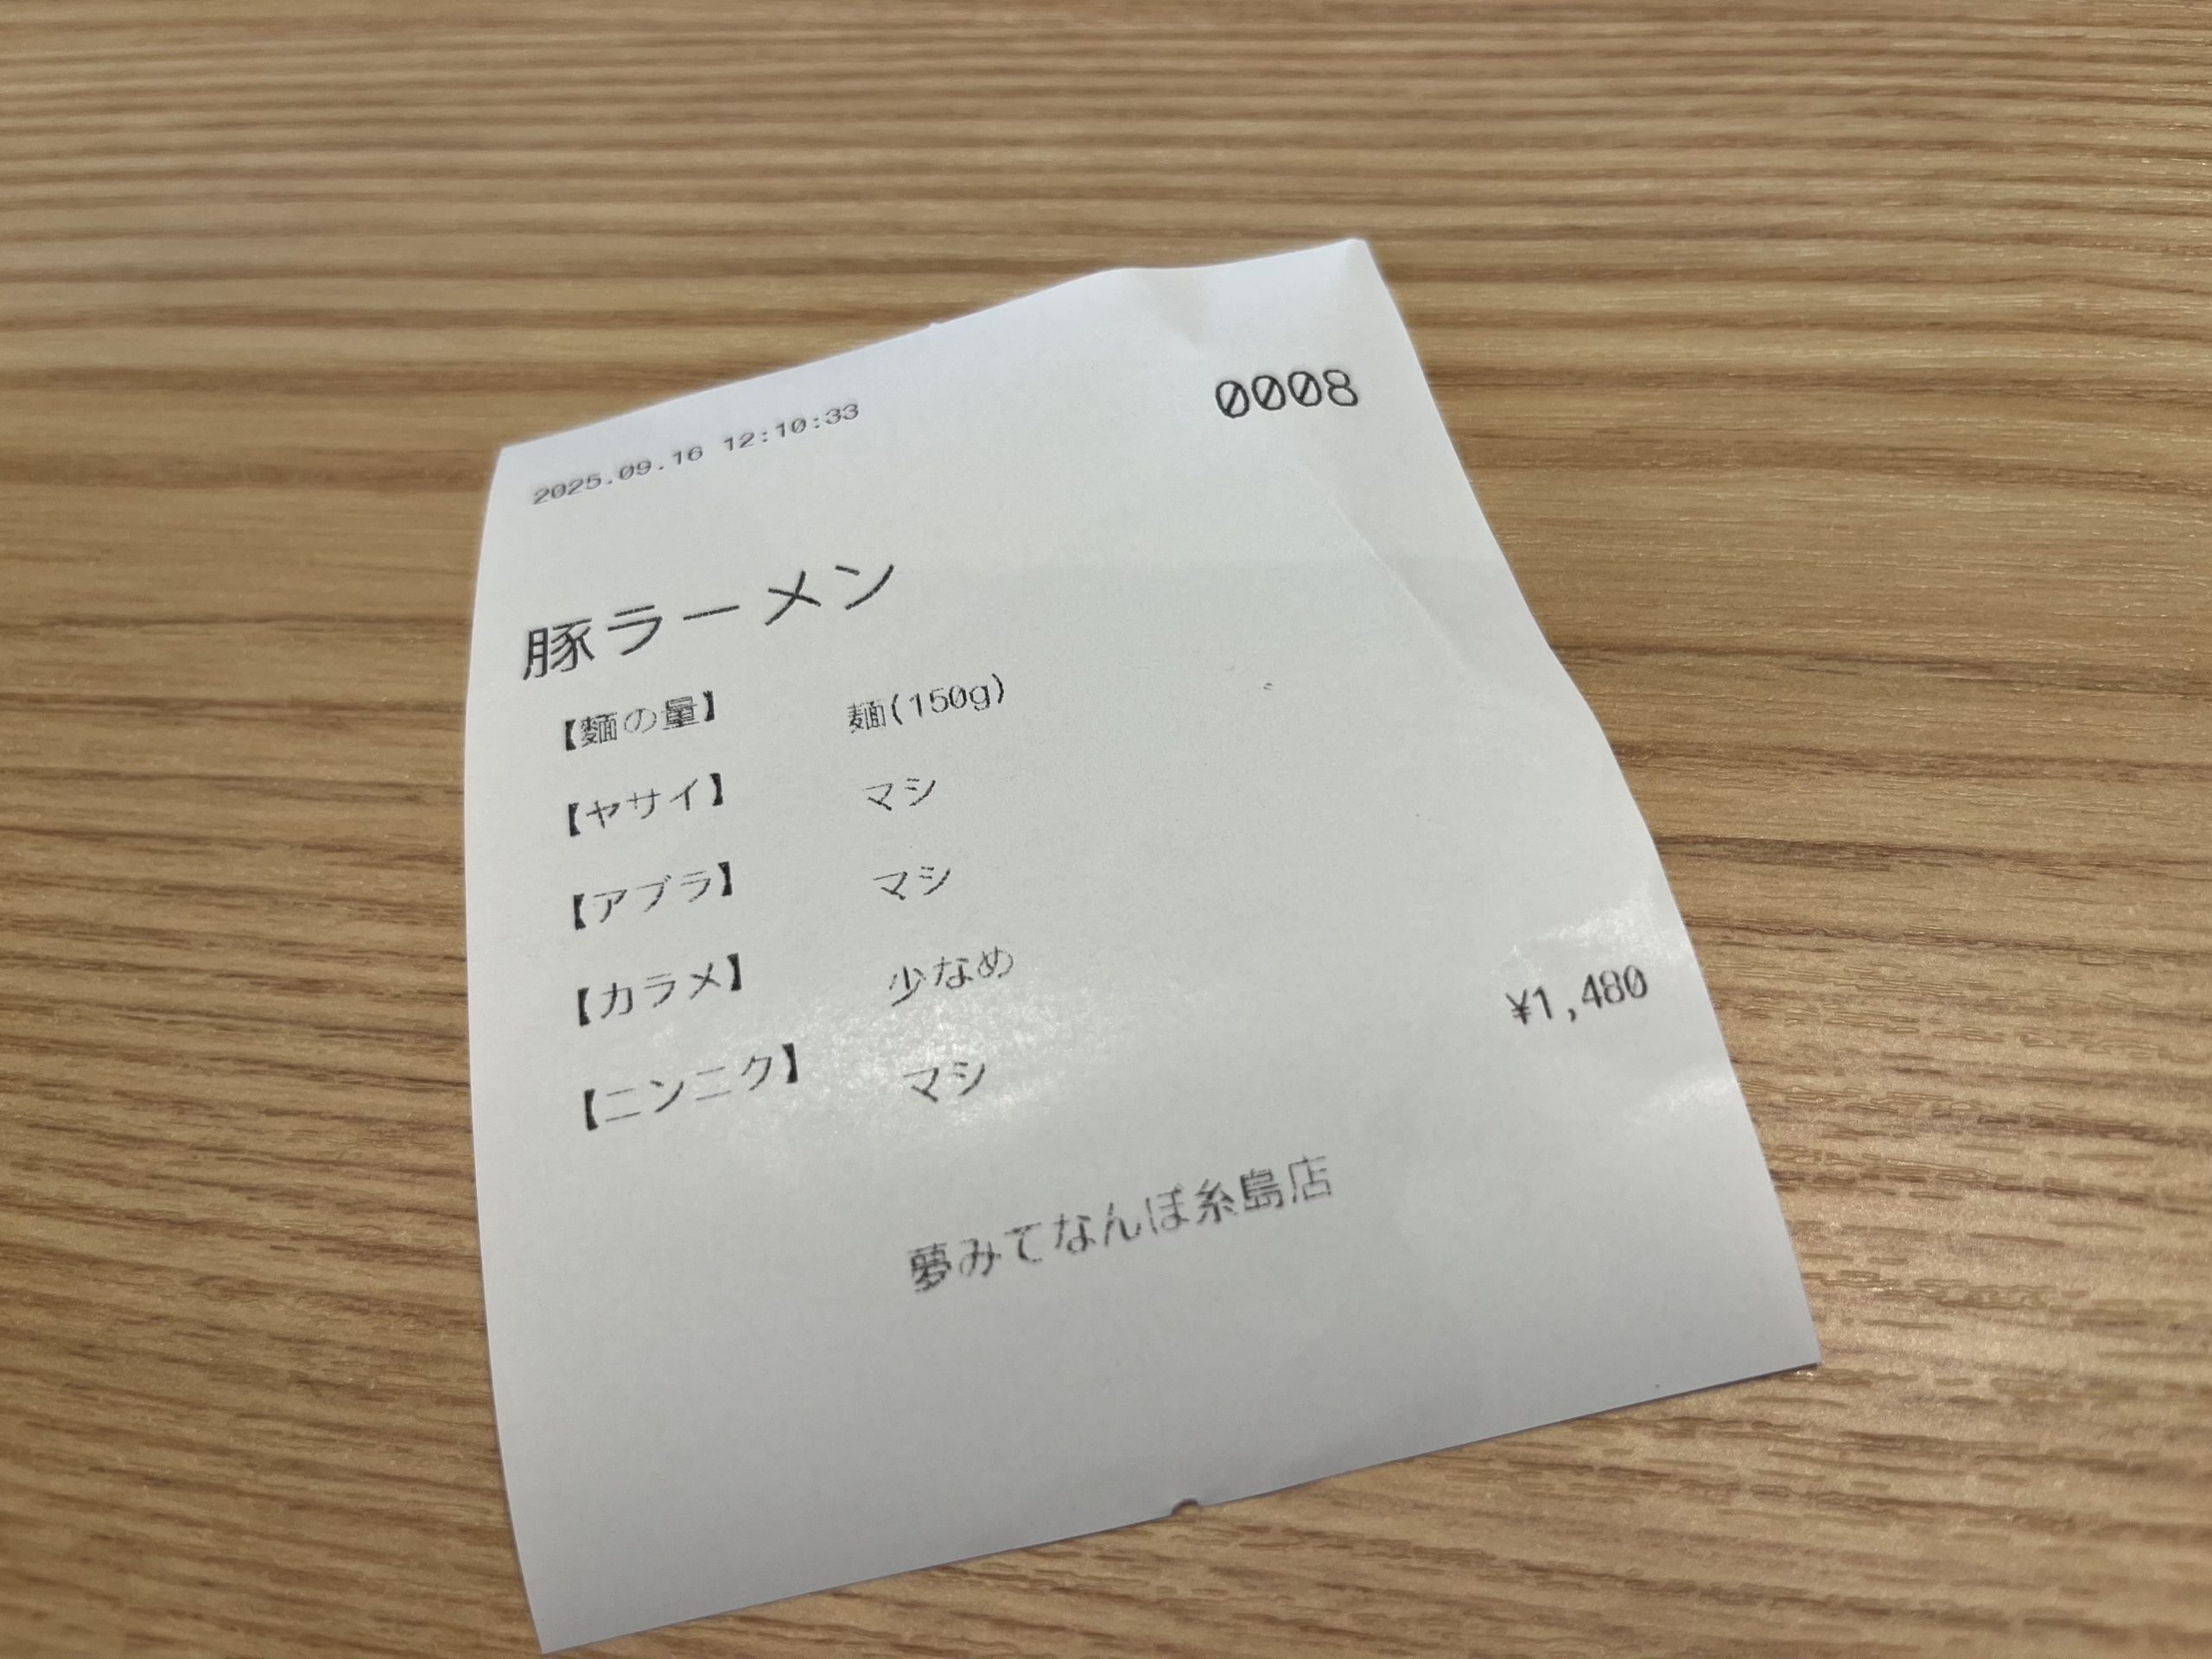 2025.09.16 12:10:33 0008
豚ラーメン
【麺の量】 麺(150g)
【ヤサイ】 マシ
【アブラ】 マシ
【カラメ】 少なめ
【ニンニク】 マシ
¥1,480
夢みてなんぼ糸島店